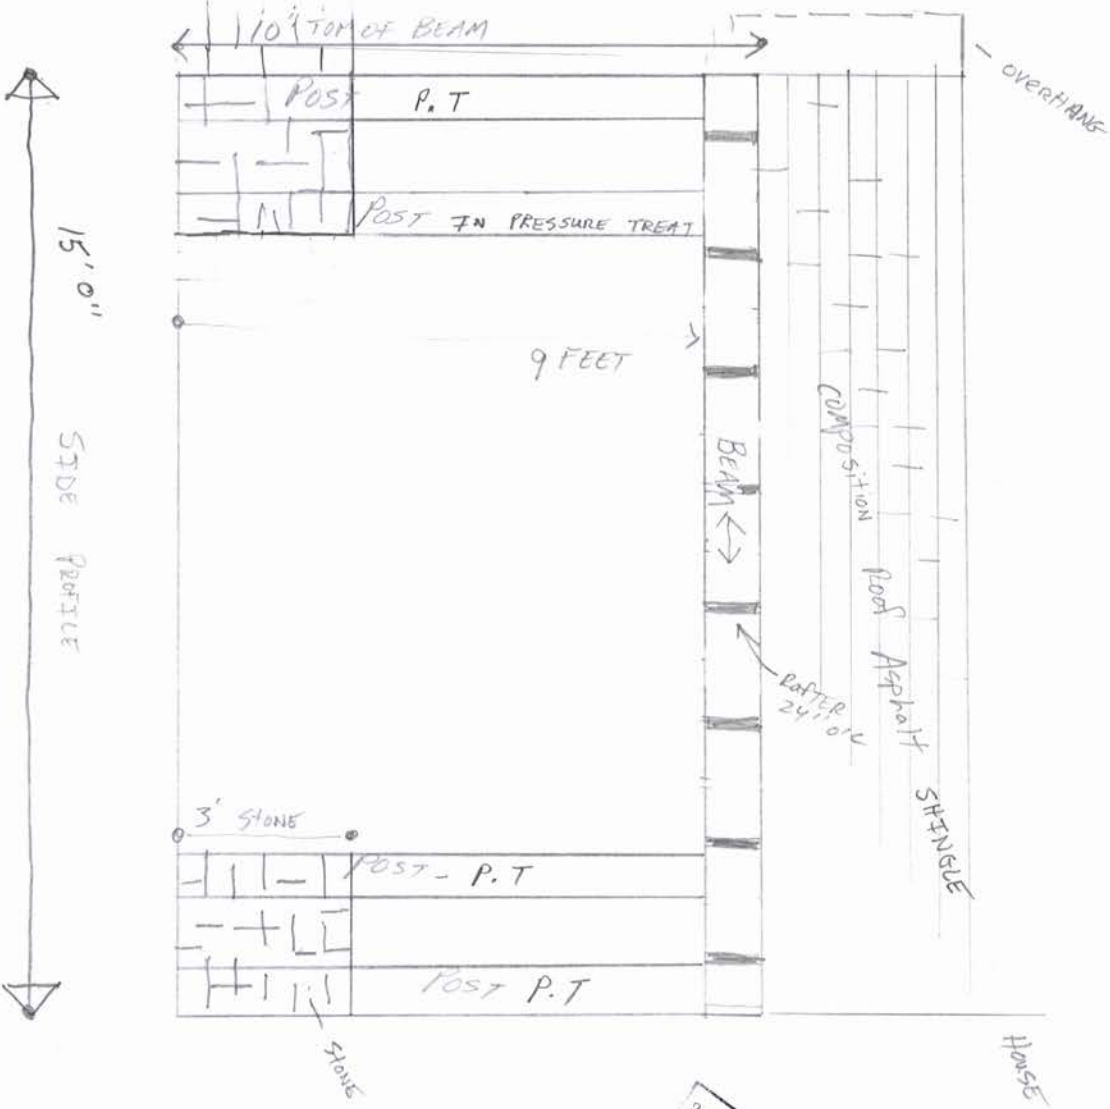 10' TOM OF BEAM
OVERHANG
POST P.T
POST IN PRESSURE TREAT
15' 0"
SIDE PROFILE
9 FEET
BEAM
COMPOSITION ROOF ASPHALT SHINGLE
RAFTER
24" O'C
3' STONE
POST - P.T
POST P.T
STONE
HOUSE